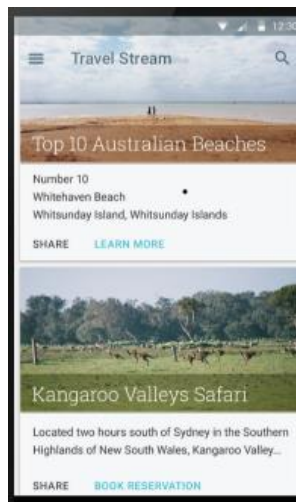 12:30
Travel Stream
Top 10 Australian Beaches
Number 10
Whitehaven Beach
Whitsunday Island, Whitsunday Islands
SHARE LEARN MORE
Kangaroo Valleys Safari
Located two hours south of Sydney in the Southern
Highlands of New South Wales, Kangaroo Valley...
SHARE BOOK RESERVATION